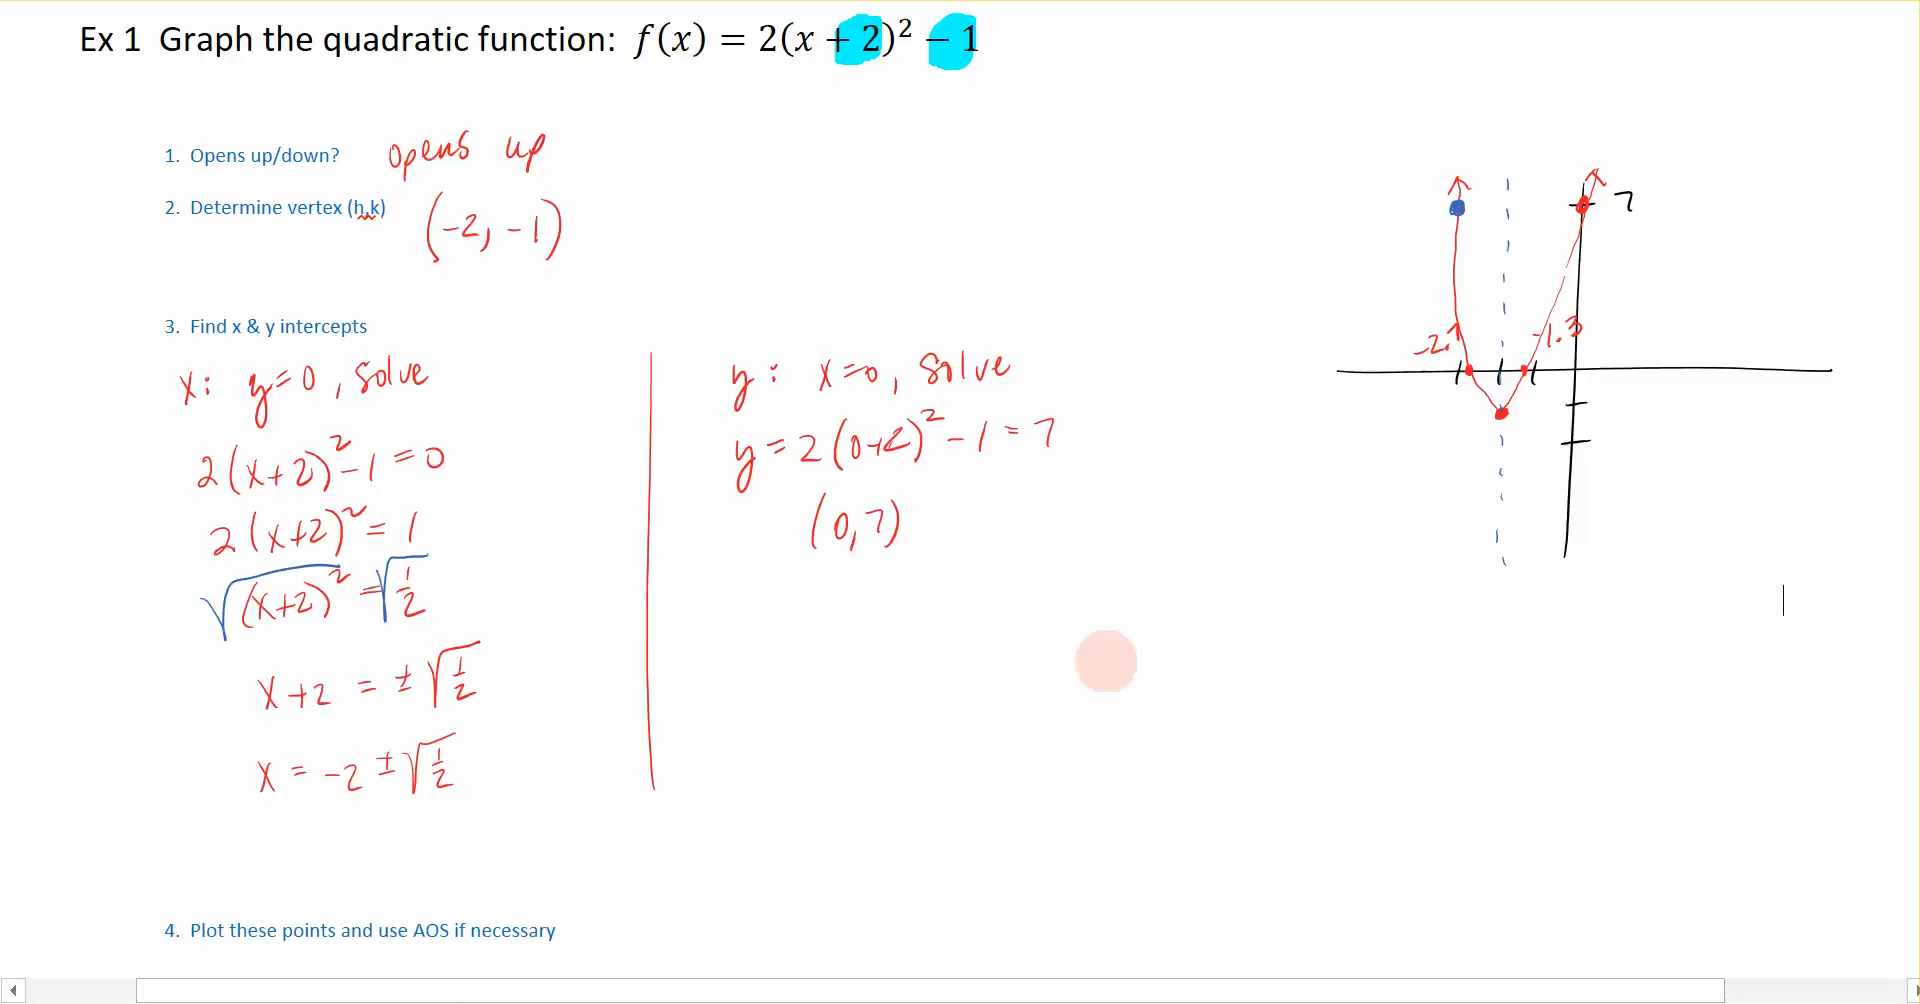 Ex 1 Graph the quadratic function: f(x) = 2(x + 2)² − 1
1. Opens up/down? opens up
2. Determine vertex (h,k) (-2, -1)
3. Find x & y intercepts
x: y=0, solve
2(x+2)²-1=0
2(x+2)²=1
√(x+2)²=√1/2
x+2 = ±√1/2
x = -2 ±√1/2
y: x=0, solve
y=2(0+2)²-1=7
(0,7)
7
-2.7
-1.3
4. Plot these points and use AOS if necessary